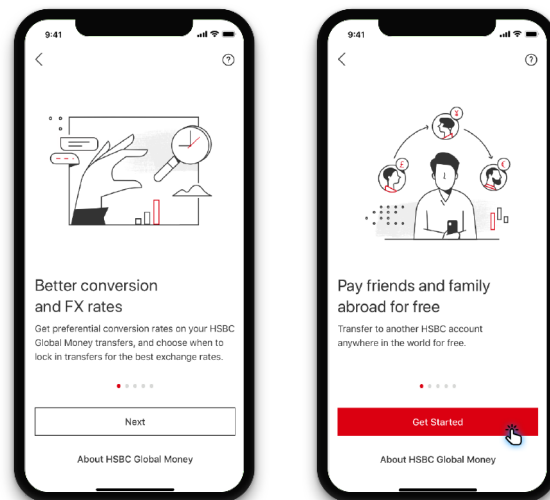 9:41
Better conversion
and FX rates
Get preferential conversion rates on your HSBC
Global Money transfers, and choose when to
lock in transfers for the best exchange rates.
Next
About HSBC Global Money
9:41
¥
£
€
Pay friends and family
abroad for free
Transfer to another HSBC account
anywhere in the world for free.
Get Started
About HSBC Global Money